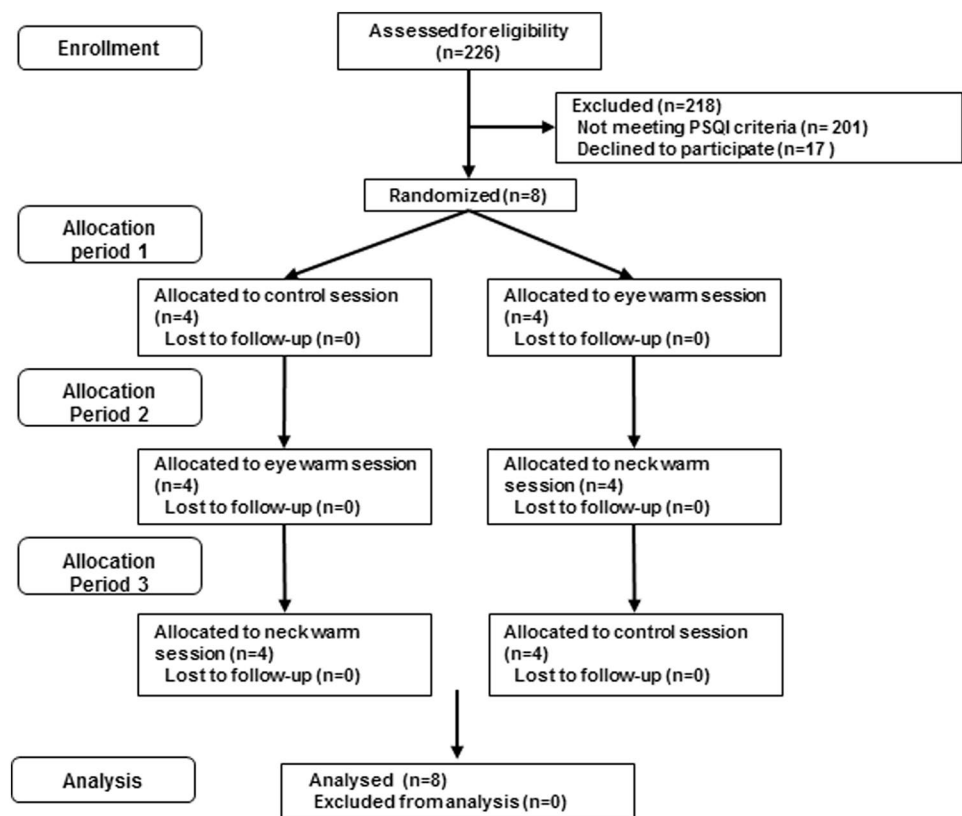 Enrollment
Assessed for eligibility
(n=226)
Excluded (n=218)
Not meeting PSQI criteria (n= 201)
Declined to participate (n=17 )
Randomized (n=8)
Allocation
period 1
Allocated to control session
(n=4)
Lost to follow-up (n=0)
Allocated to eye warm session
(n=4)
Lost to follow-up (n=0)
Allocation
Period 2
Allocated to eye warm session
(n=4)
Lost to follow-up (n=0)
Allocated to neck warm
session (n=4)
Lost to follow-up (n=0)
Allocation
Period 3
Allocated to neck warm
session (n=4)
Lost to follow-up (n=0)
Allocated to control session
(n=4)
Lost to follow-up (n=0)
Analysis
Analysed (n=8)
Excluded from analysis (n=0)